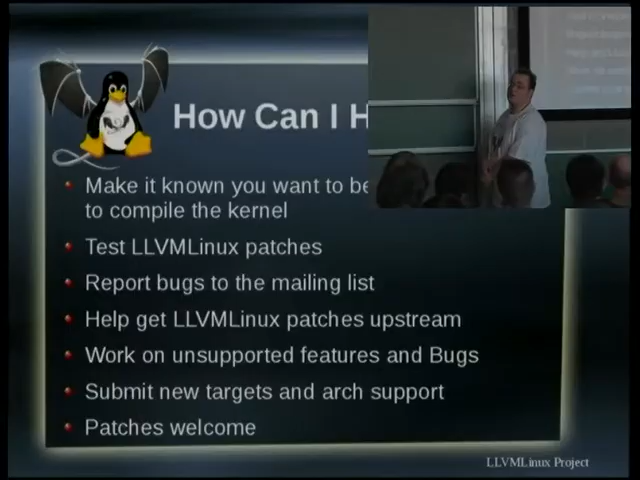 How Can I H
Make it known you want to be
to compile the kernel
Test LLVMLinux patches
Report bugs to the mailing list
Help get LLVMLinux patches upstream
Work on unsupported features and Bugs
Submit new targets and arch support
Patches welcome
LLVMLinux Project